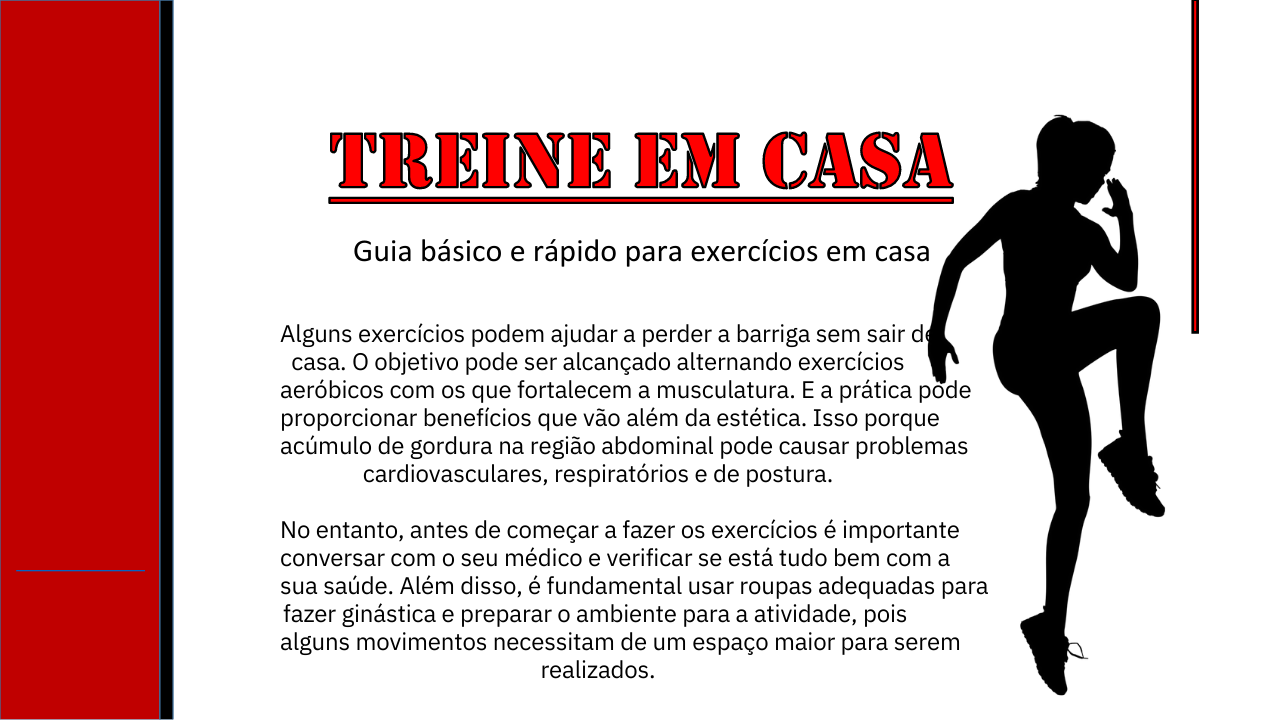 TREINE EM CASA
Guia básico e rápido para exercícios em casa
Alguns exercícios podem ajudar a perder a barriga sem sair de
casa. O objetivo pode ser alcançado alternando exercícios
aeróbicos com os que fortalecem a musculatura. E a prática pode
proporcionar benefícios que vão além da estética. Isso porque
acúmulo de gordura na região abdominal pode causar problemas
cardiovasculares, respiratórios e de postura.
No entanto, antes de começar a fazer os exercícios é importante
conversar com o seu médico e verificar se está tudo bem com a
sua saúde. Além disso, é fundamental usar roupas adequadas para
fazer ginástica e preparar o ambiente para a atividade, pois
alguns movimentos necessitam de um espaço maior para serem
realizados.